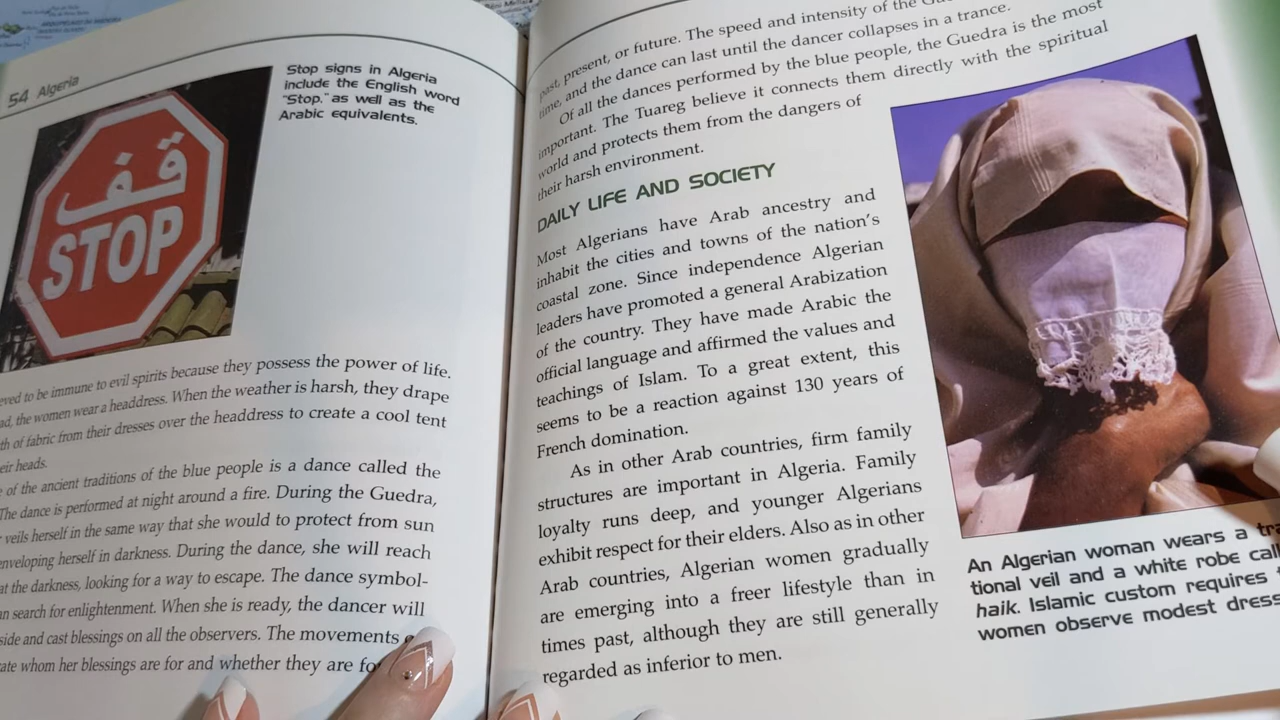 54 Algeria
قف
STOP
Stop signs in Algeria
include the English word
"Stop," as well as the
Arabic equivalents.
to be immune to evil spirits because they possess the power of life.
the women wear a headdress. When the weather is harsh, they drape
of fabric from their dresses over the headdress to create a cool tent
heads.
of the ancient traditions of the blue people is a dance called the
The dance is performed at night around a fire. During the Guedra,
veils herself in the same way that she would to protect from sun
enveloping herself in darkness. During the dance, she will reach
at the darkness, looking for a way to escape. The dance symbol-
search for enlightenment. When she is ready, the dancer will
side and cast blessings on all the observers. The movements
whom her blessings are for and whether they are
past, present, or future. The speed and intensity of the
time, and the dance can last until the dancer collapses in a trance.
Of all the dances performed by the blue people, the Guedra is the most
important. The Tuareg believe it connects them directly with the spiritual
world and protects them from the dangers of
their harsh environment.
DAILY LIFE AND SOCIETY
Most Algerians have Arab ancestry and
inhabit the cities and towns of the nation's
coastal zone. Since independence Algerian
leaders have promoted a general Arabization
of the country. They have made Arabic the
official language and affirmed the values and
teachings of Islam. To a great extent, this
seems to be a reaction against 130 years of
French domination.
As in other Arab countries, firm family
structures are important in Algeria. Family
loyalty runs deep, and younger Algerians
exhibit respect for their elders. Also as in other
Arab countries, Algerian women gradually
are emerging into a freer lifestyle than in
times past, although they are still generally
regarded as inferior to men.
An Algerian woman wears a
tional veil and a white robe
haik. Islamic custom requires
women observe modest